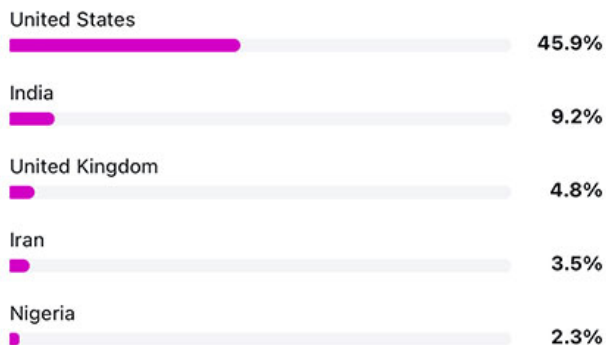 United States
45.9%
India
9.2%
United Kingdom
4.8%
Iran
3.5%
Nigeria
2.3%